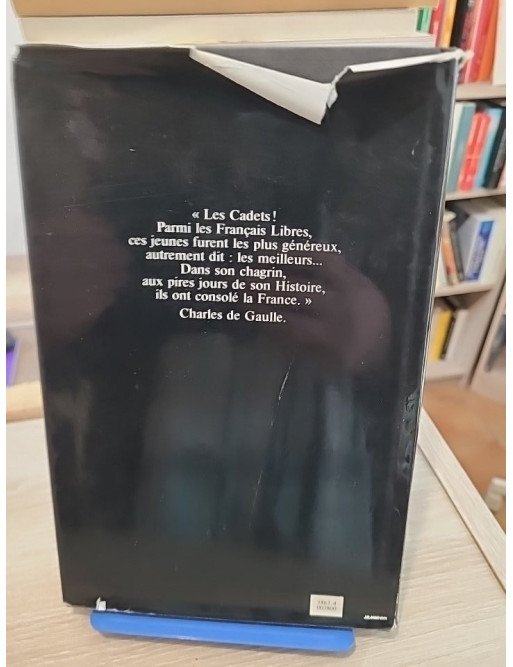 « Les Cadets !
Parmi les Français Libres,
ces jeunes furent les plus généreux,
autrement dit : les meilleurs...
Dans son chagrin,
aux pires jours de son Histoire,
ils ont consolé la France. »
Charles de Gaulle.